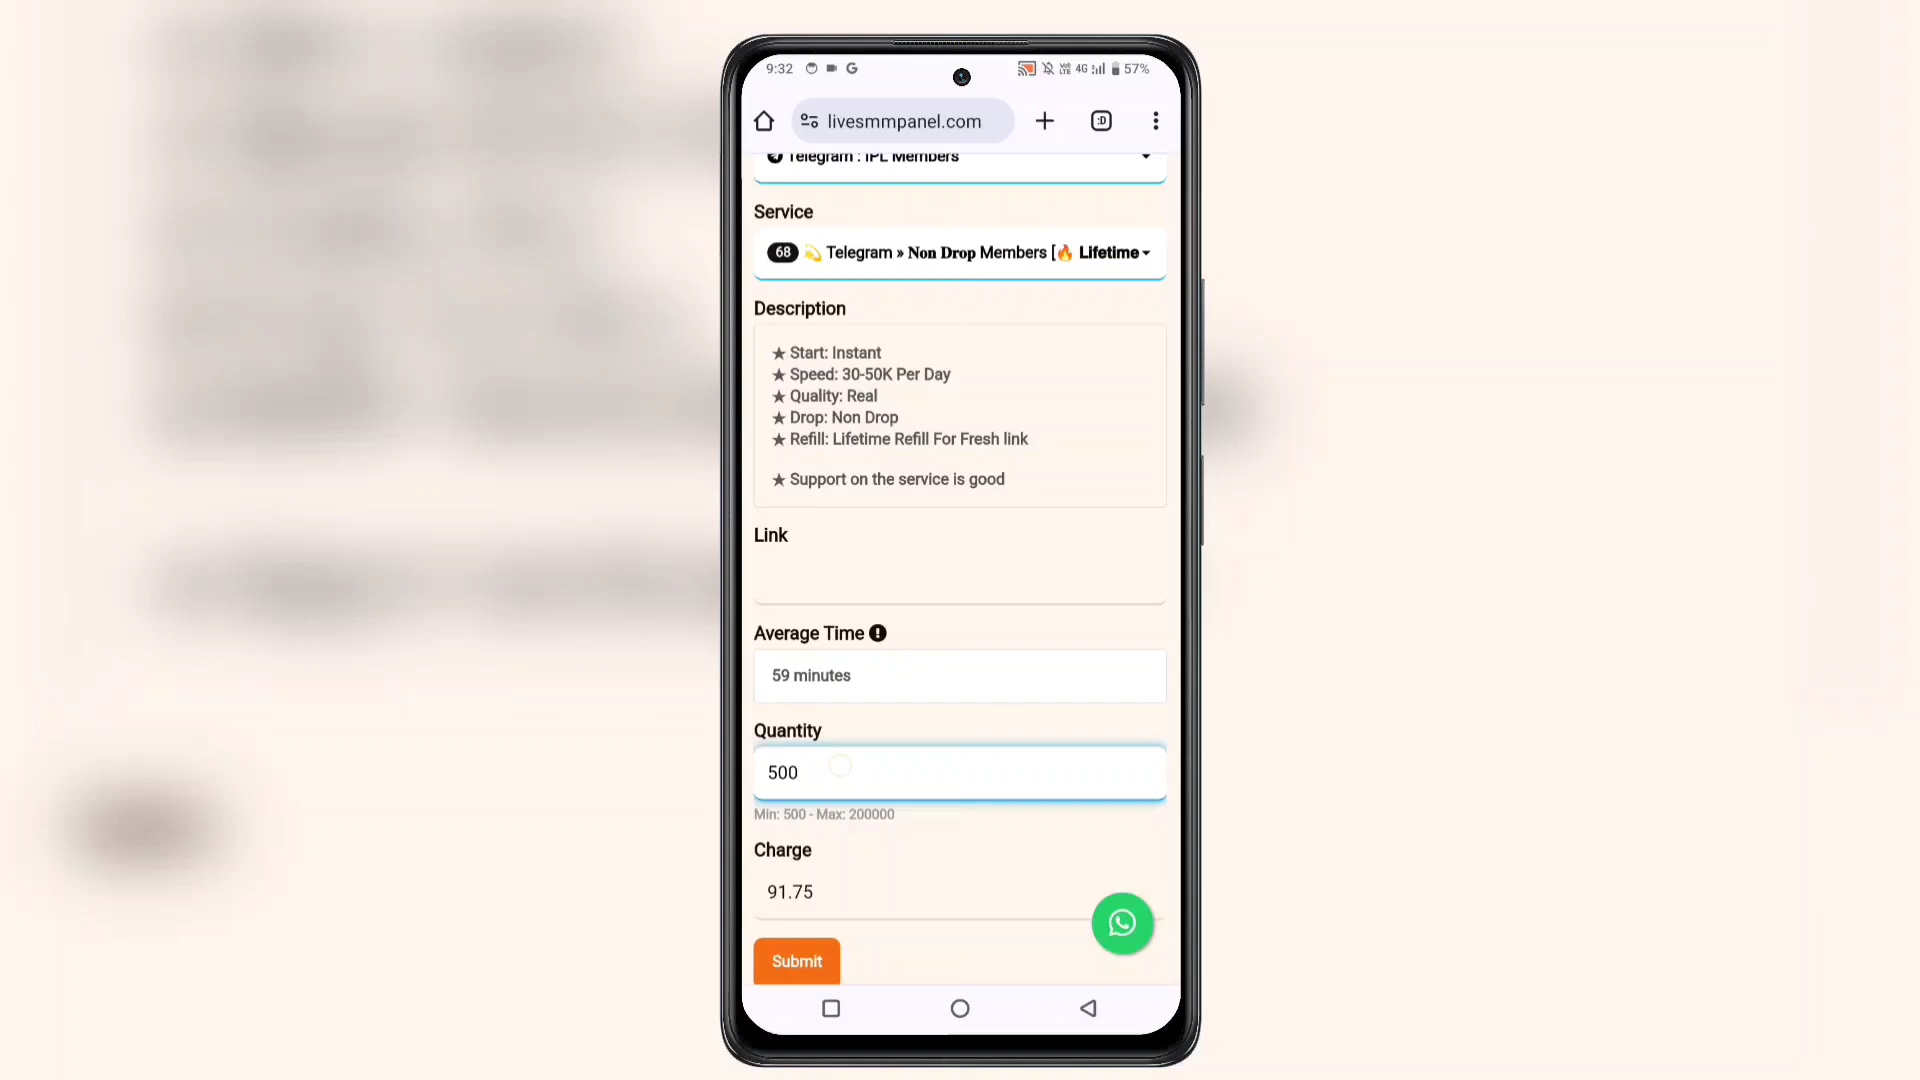 9:32 G 4G 57%
livesmmpanel.com :D
Telegram : IPL Members
Service
68 💫 Telegram » Non Drop Members [🔥 Lifetime
Description
★ Start: Instant
★ Speed: 30-50K Per Day
★ Quality: Real
★ Drop: Non Drop
★ Refill: Lifetime Refill For Fresh link
★ Support on the service is good
Link
Average Time
59 minutes
Quantity
500
Min: 500 - Max: 200000
Charge
91.75
Submit